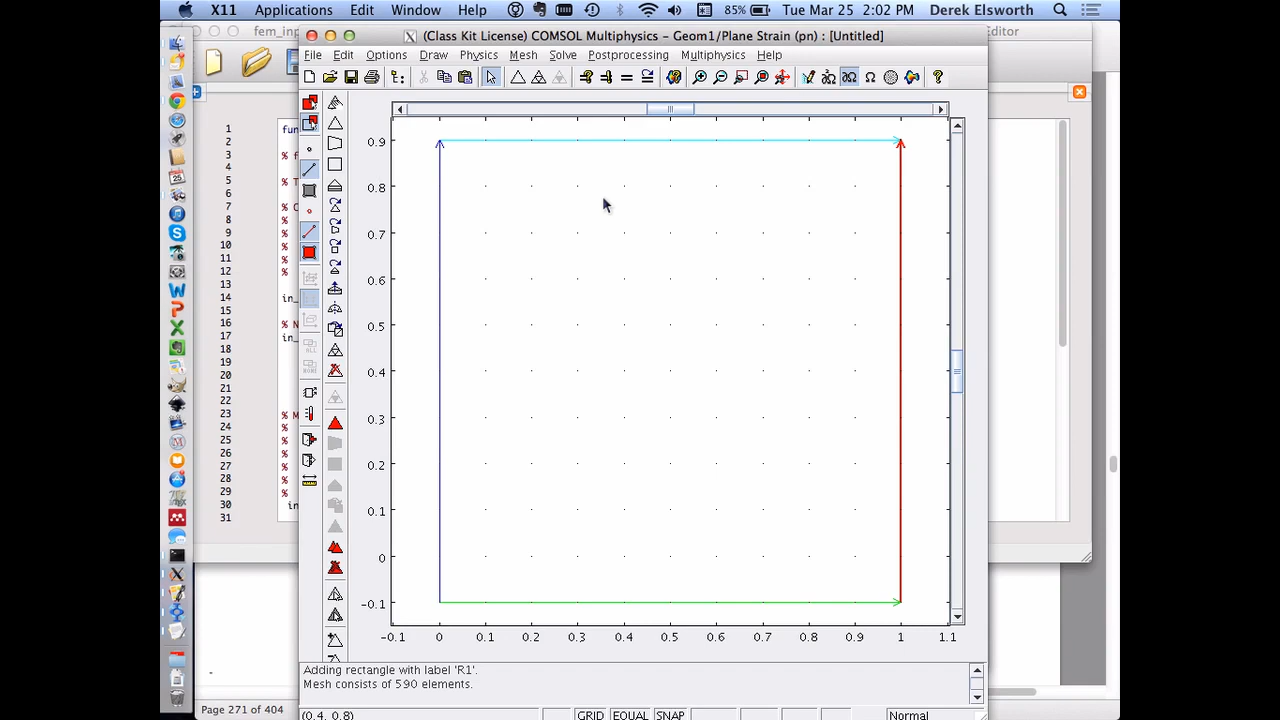 X11 Applications Edit Window Help 85% Tue Mar 25 2:02 PM Derek Elsworth
fem_inp
Editor
(Class Kit License) COMSOL Multiphysics - Geom1/Plane Strain (pn) : [Untitled]
File Edit Options Draw Physics Mesh Solve Postprocessing Multiphysics Help
1 fun
2
3 % f
4
5 % T
6
7 % C
8 %
9 %
10 %
11 %
12 %
13
14 in_
15
16 % N
17 in_
18
19
20
21
22
23 % M
24 %
25 %
26 %
27 %
28 %
29 %
30 in
31
0.9
0.8
0.7
0.6
0.5
0.4
0.3
0.2
0.1
0
-0.1
-0.1 0 0.1 0.2 0.3 0.4 0.5 0.6 0.7 0.8 0.9 1 1.1
Adding rectangle with label 'R1'.
Mesh consists of 590 elements.
Page 271 of 404
(0.4, 0.8) GRID EQUAL SNAP Normal